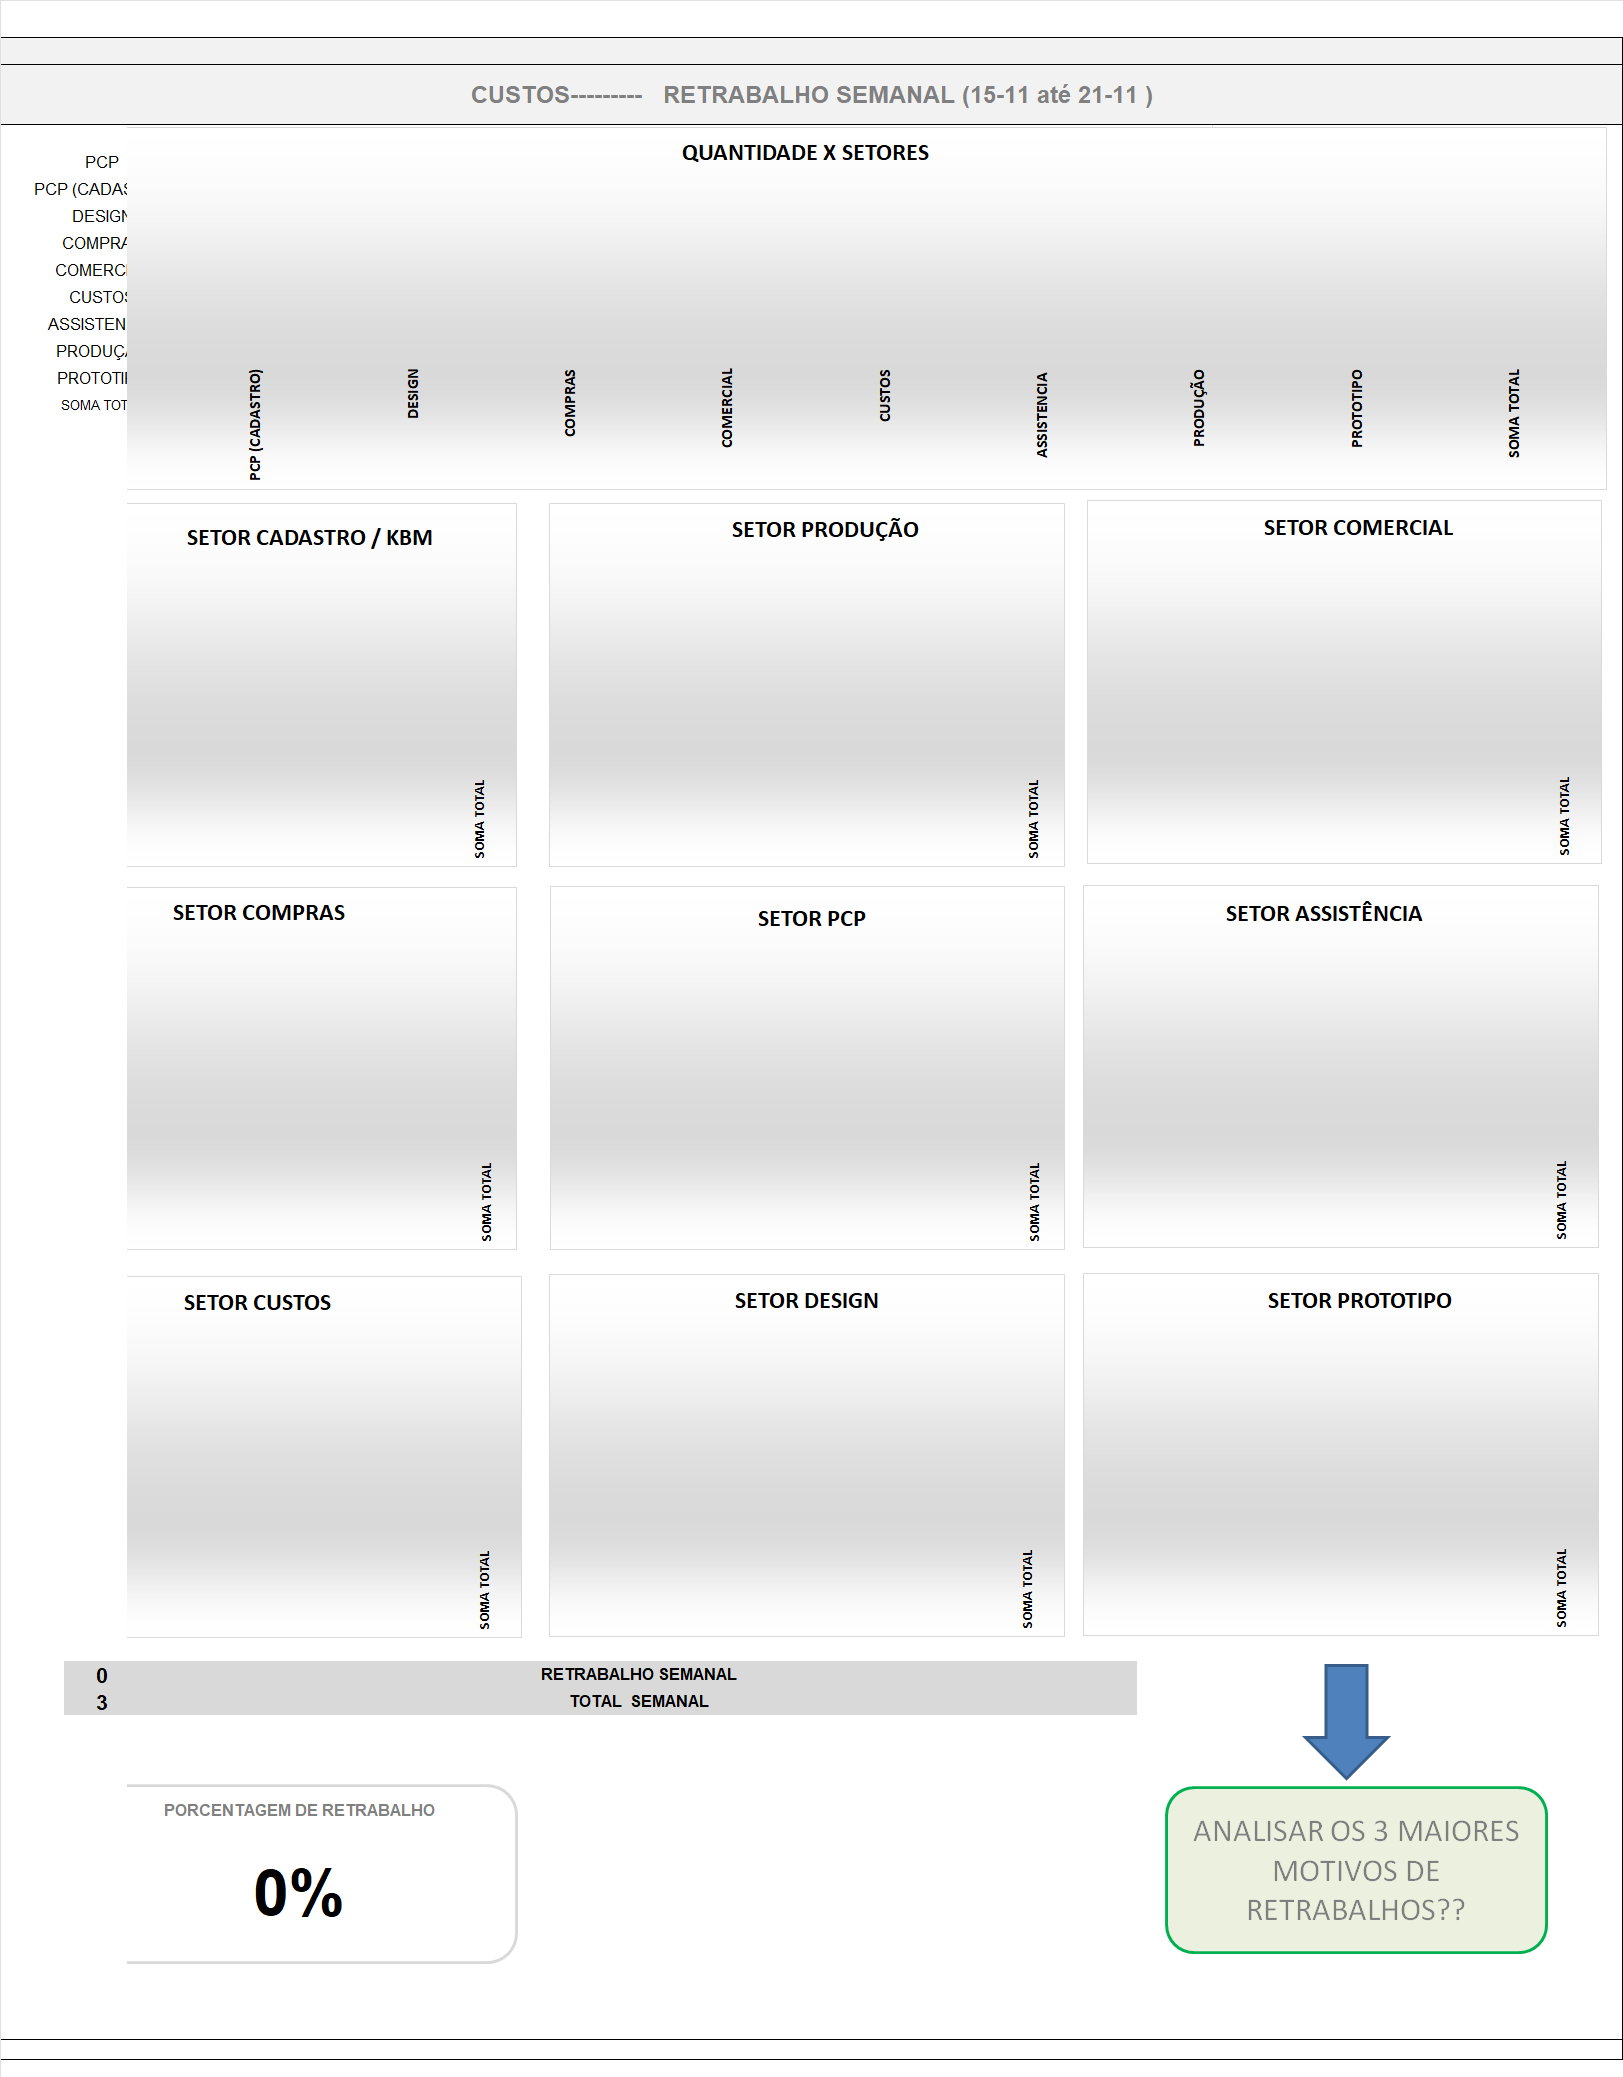 CUSTOS---------   RETRABALHO SEMANAL (15-11 até 21-11 )
QUANTIDADE X SETORES
PCP
PCP (CADAS
DESIGN
COMPRA
COMERC
CUSTOS
ASSISTEN
PRODUÇA
PROTOTI
SOMA TOT
PCP (CADASTRO)
DESIGN
COMPRAS
COMERCIAL
CUSTOS
ASSISTENCIA
PRODUÇÃO
PROTOTIPO
SOMA TOTAL
SETOR CADASTRO / KBM
SOMA TOTAL
SETOR PRODUÇÃO
SOMA TOTAL
SETOR COMERCIAL
SOMA TOTAL
SETOR COMPRAS
SOMA TOTAL
SETOR PCP
SOMA TOTAL
SETOR ASSISTÊNCIA
SOMA TOTAL
SETOR CUSTOS
SOMA TOTAL
SETOR DESIGN
SOMA TOTAL
SETOR PROTOTIPO
SOMA TOTAL
0 RETRABALHO SEMANAL
3 TOTAL  SEMANAL
PORCENTAGEM DE RETRABALHO
0%
ANALISAR OS 3 MAIORES
MOTIVOS DE
RETRABALHOS??